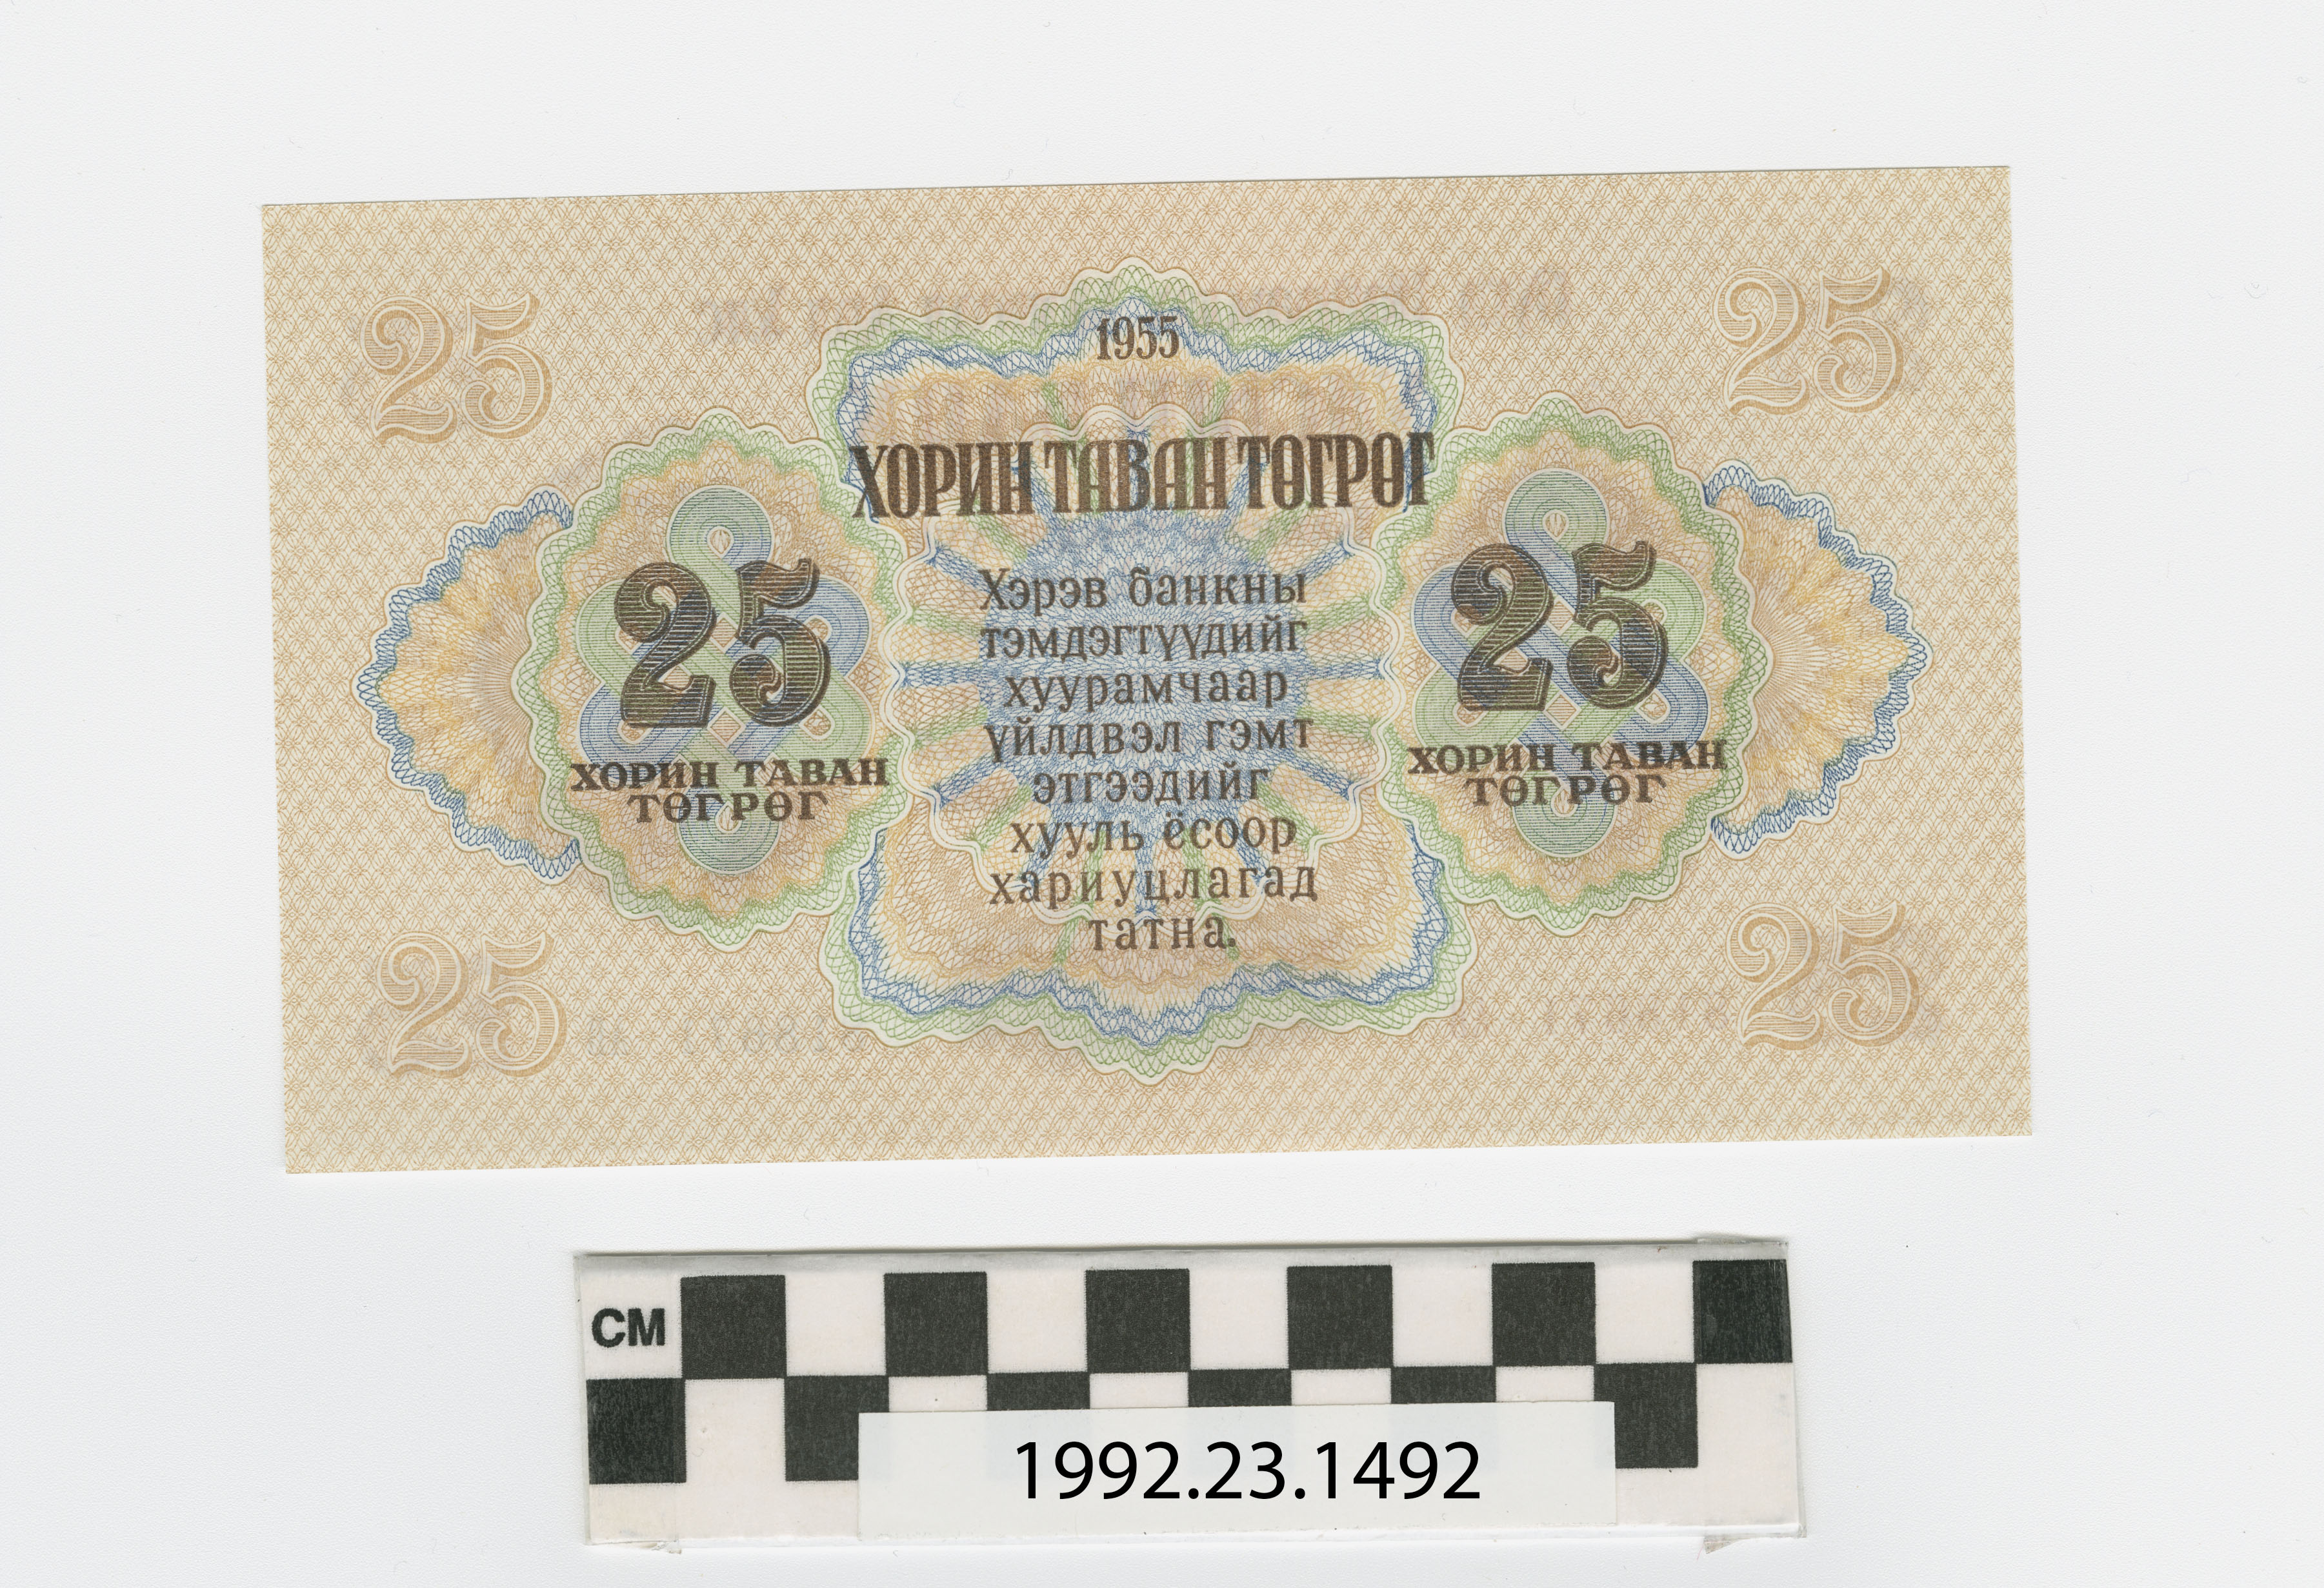 25
25
1955
ХОРИН ТАВАН ТӨГРӨГ
25
ХОРИН ТАВАН
ТӨГРӨГ
Хэрэв банкны
тэмдэгтүүдийг
хуурамчаар
үйлдвэл гэмт
этгээдийг
хууль ёсоор
хариуцлагад
татна.
25
ХОРИН ТАВАН
ТӨГРӨГ
25
25
CM
1992.23.1492